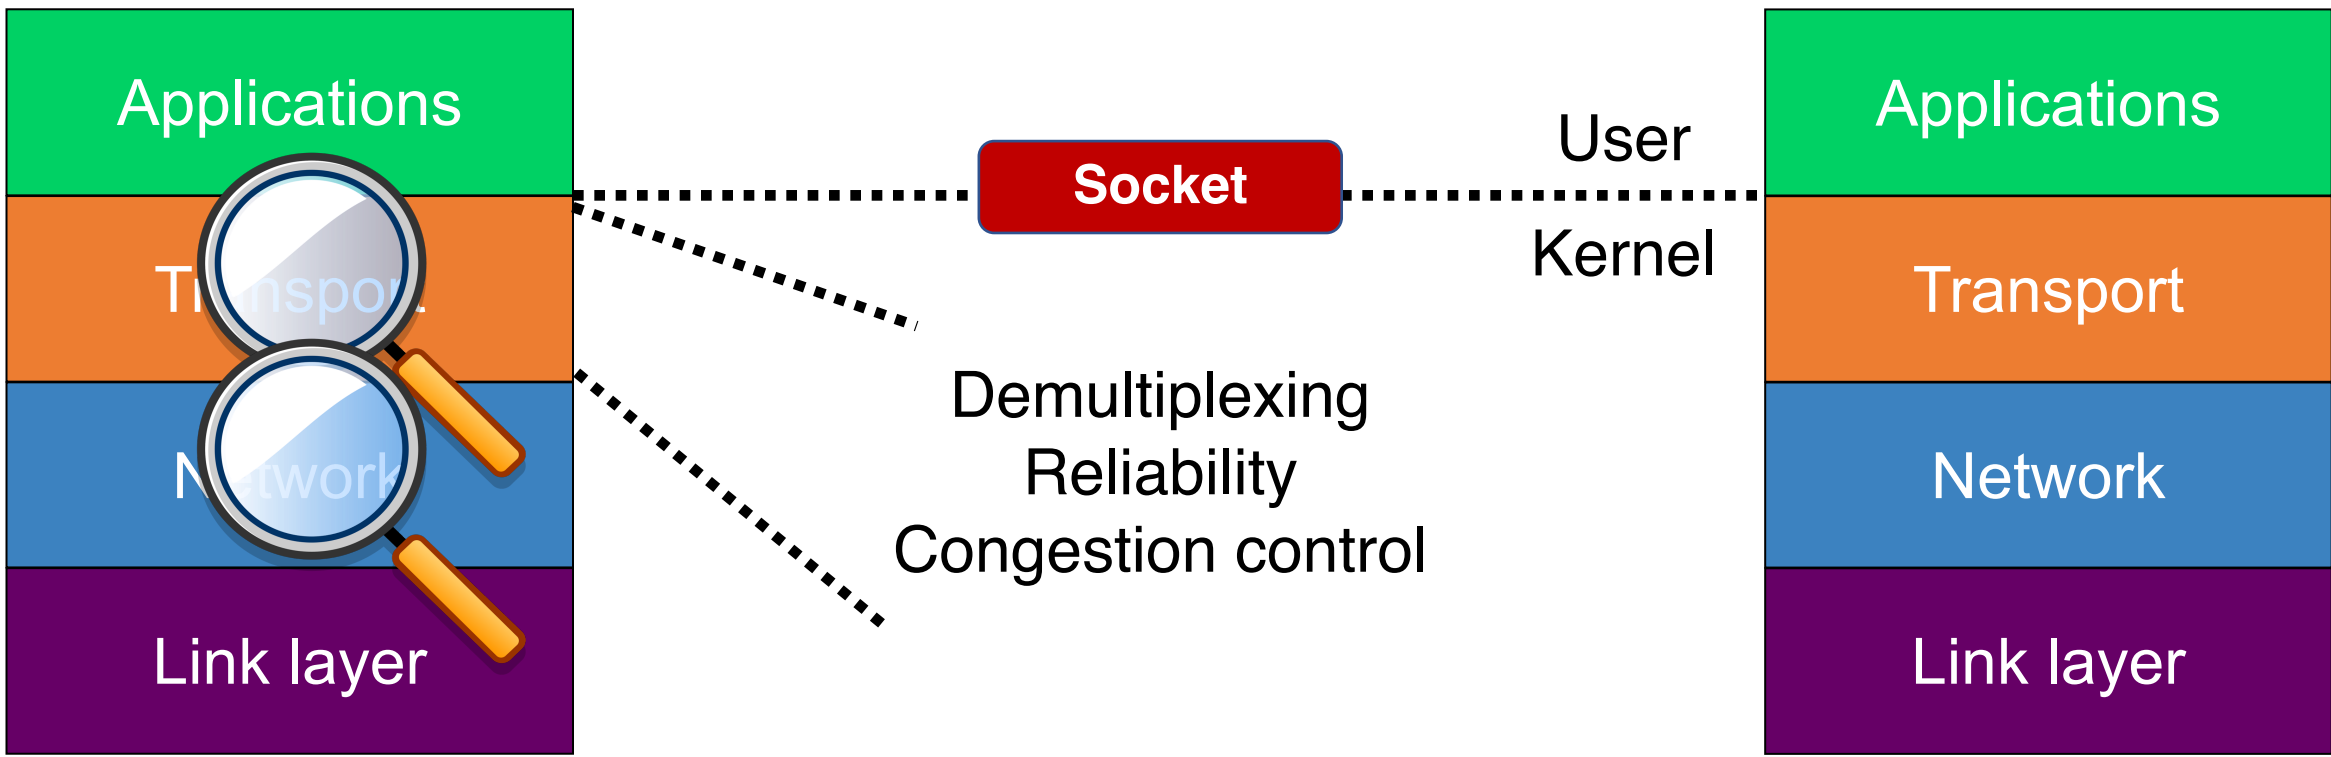 Applications
Transport
Network
Link layer
Socket
User
Kernel
Demultiplexing
Reliability
Congestion control
Applications
Transport
Network
Link layer